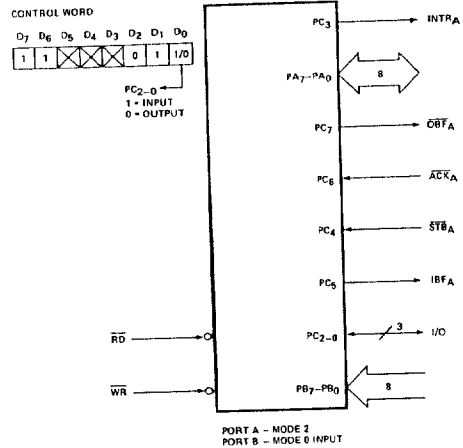 CONTROL WORD
D7 D6 D5 D4 D3 D2 D1 D0
1 1 0 1 I/O
PC2-0
1 = INPUT
0 = OUTPUT
PC3 INTRA
PA7-PA0 8
PC7 OBFA
PC6 ACKA
PC4 STBA
PC5 IBFA
PC2-0 3 I/O
RD
WR
PB7-PB0 8
PORT A – MODE 2
PORT B – MODE 0 INPUT